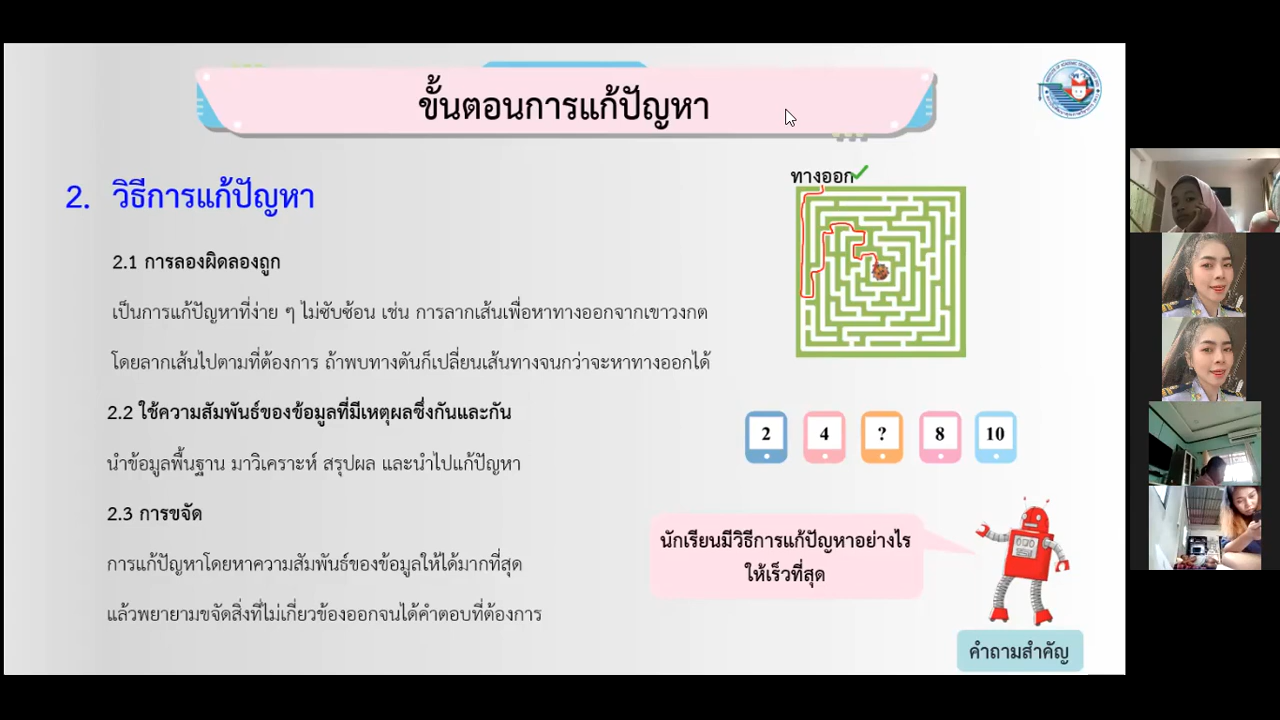 ขั้นตอนการแก้ปัญหา
2. วิธีการแก้ปัญหา
2.1 การลองผิดลองถูก
เป็นการแก้ปัญหาที่ง่าย ๆ ไม่ซับซ้อน เช่น การลากเส้นเพื่อหาทางออกจากเขาวงกต
โดยลากเส้นไปตามที่ต้องการ ถ้าพบทางตันก็เปลี่ยนเส้นทางจนกว่าจะหาทางออกได้
2.2 ใช้ความสัมพันธ์ของข้อมูลที่มีเหตุผลซึ่งกันและกัน
นำข้อมูลพื้นฐาน มาวิเคราะห์ สรุปผล และนำไปแก้ปัญหา
2.3 การขจัด
การแก้ปัญหาโดยหาความสัมพันธ์ของข้อมูลให้ได้มากที่สุด
แล้วพยายามขจัดสิ่งที่ไม่เกี่ยวข้องออกจนได้คำตอบที่ต้องการ
ทางออก
2 4 ? 8 10
นักเรียนมีวิธีการแก้ปัญหาอย่างไร
ให้เร็วที่สุด
คำถามสำคัญ